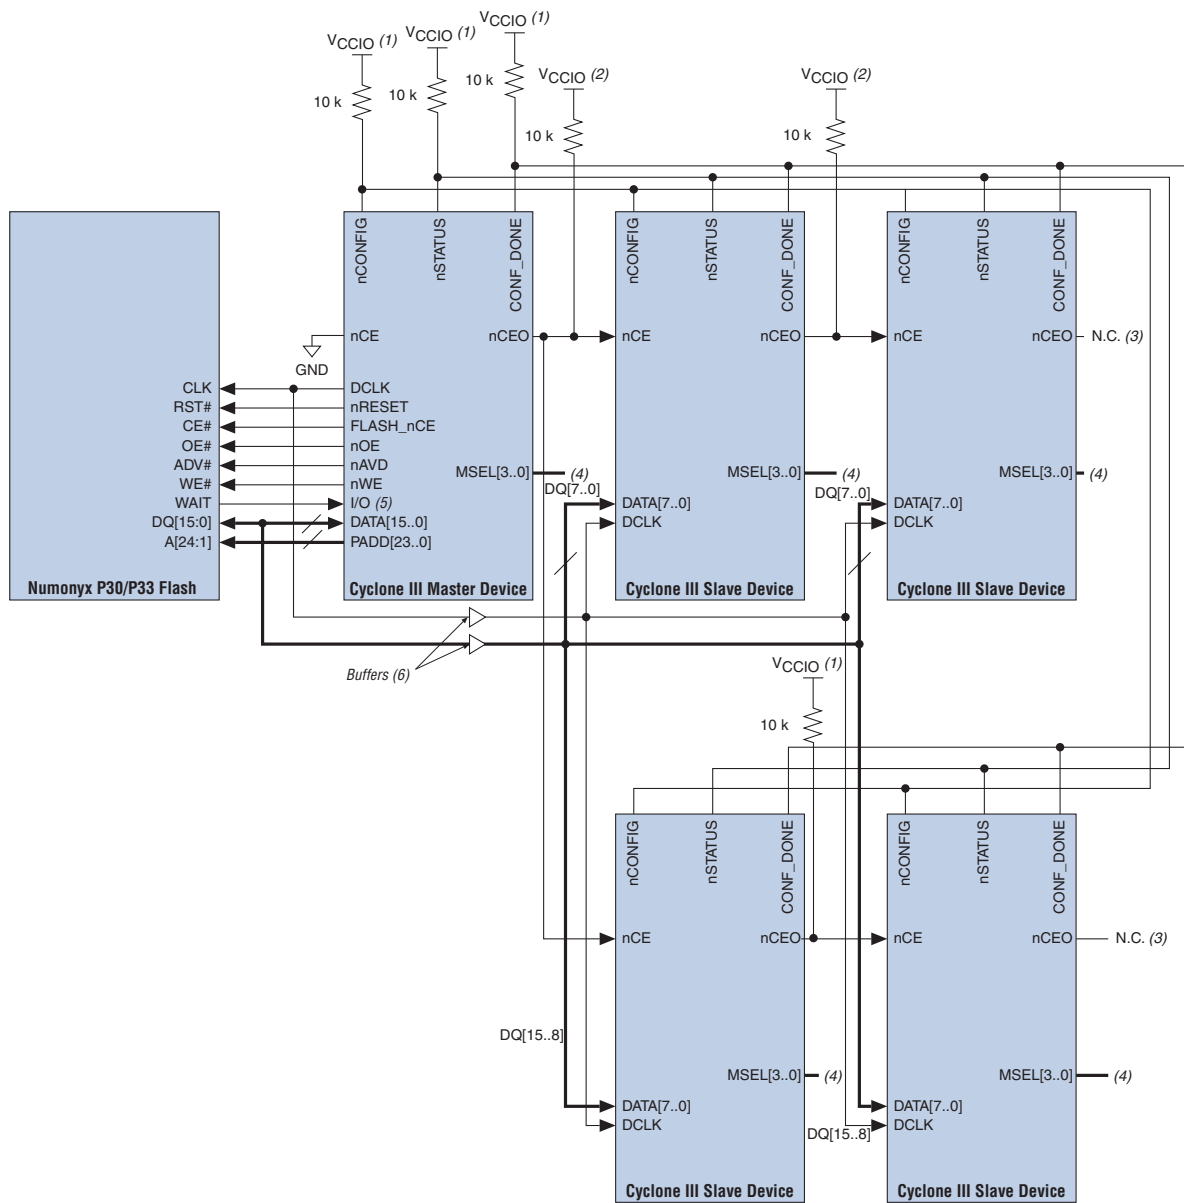 VCCIO (1)
VCCIO (1)
VCCIO (1)
VCCIO (2)
VCCIO (2)
10 k
10 k
10 k
10 k
10 k
nCONFIG
nSTATUS
CONF_DONE
nCONFIG
nSTATUS
CONF_DONE
nCONFIG
nSTATUS
CONF_DONE
nCE
nCEO
nCE
nCEO
nCE
nCEO
N.C. (3)
GND
CLK
RST#
CE#
OE#
ADV#
WE#
WAIT
DQ[15:0]
A[24:1]
Numonyx P30/P33 Flash
DCLK
nRESET
FLASH_nCE
nOE
nAVD
nWE
I/O (5)
DATA[15..0]
PADD[23..0]
MSEL[3..0]
(4)
Cyclone III Master Device
DQ[7..0]
DATA[7..0]
DCLK
MSEL[3..0]
(4)
Cyclone III Slave Device
DQ[7..0]
DATA[7..0]
DCLK
MSEL[3..0]
(4)
Cyclone III Slave Device
Buffers (6)
VCCIO (1)
10 k
nCONFIG
nSTATUS
CONF_DONE
nCONFIG
nSTATUS
CONF_DONE
nCE
nCEO
nCE
nCEO
N.C. (3)
DQ[15..8]
MSEL[3..0]
(4)
DATA[7..0]
DCLK
Cyclone III Slave Device
MSEL[3..0]
(4)
DATA[7..0]
DCLK
DQ[15..8]
Cyclone III Slave Device